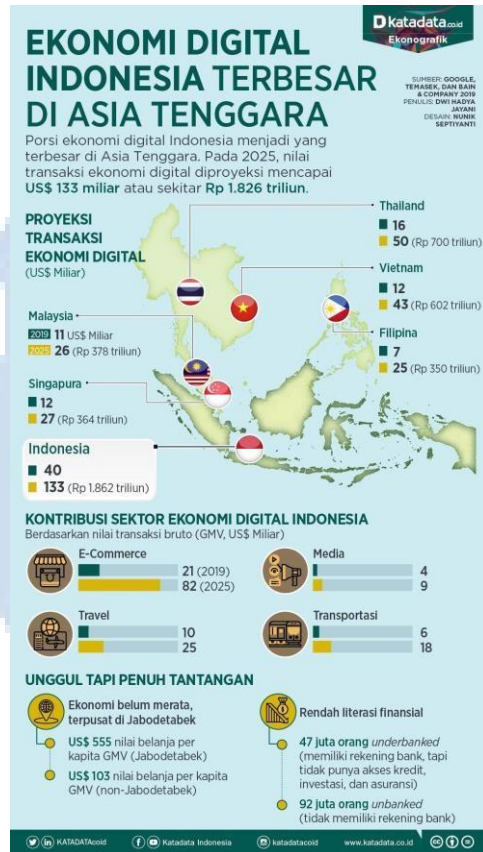 Dkatadata.co.id
Ekonografik
EKONOMI DIGITAL
INDONESIA TERBESAR
DI ASIA TENGGARA
SUMBER: GOOGLE,
TEMASEK, DAN BAIN
& COMPANY 2019
PENULIS: DWI HADYA
JAYANI
DESAIN: NUNIK
SEPTIYANTI
Porsi ekonomi digital Indonesia menjadi yang
terbesar di Asia Tenggara. Pada 2025, nilai
transaksi ekonomi digital diproyeksi mencapai
US$ 133 miliar atau sekitar Rp 1.826 triliun.
PROYEKSI
TRANSAKSI
EKONOMI DIGITAL
(US$ Miliar)
Thailand
16
50 (Rp 700 triliun)
Vietnam
12
43 (Rp 602 triliun)
Filipina
7
25 (Rp 350 triliun)
Malaysia
2019 11 US$ Miliar
2025 26 (Rp 378 triliun)
Singapura
12
27 (Rp 364 triliun)
Indonesia
40
133 (Rp 1.862 triliun)
KONTRIBUSI SEKTOR EKONOMI DIGITAL INDONESIA
Berdasarkan nilai transaksi bruto (GMV, US$ Miliar)
E-Commerce
21 (2019)
82 (2025)
Media
4
9
Travel
10
25
Transportasi
6
18
UNGGUL TAPI PENUH TANTANGAN
Ekonomi belum merata,
terpusat di Jabodetabek
US$ 555 nilai belanja per
kapita GMV (Jabodetabek)
US$ 103 nilai belanja per kapita
GMV (non-Jabodetabek)
Rendah literasi finansial
47 juta orang underbanked
(memiliki rekening bank, tapi
tidak punya akses kredit,
investasi, dan asuransi)
92 juta orang unbanked
(tidak memiliki rekening bank)
KATADATAcoid
Katadata Indonesia
katadatacoid
www.katadata.co.id